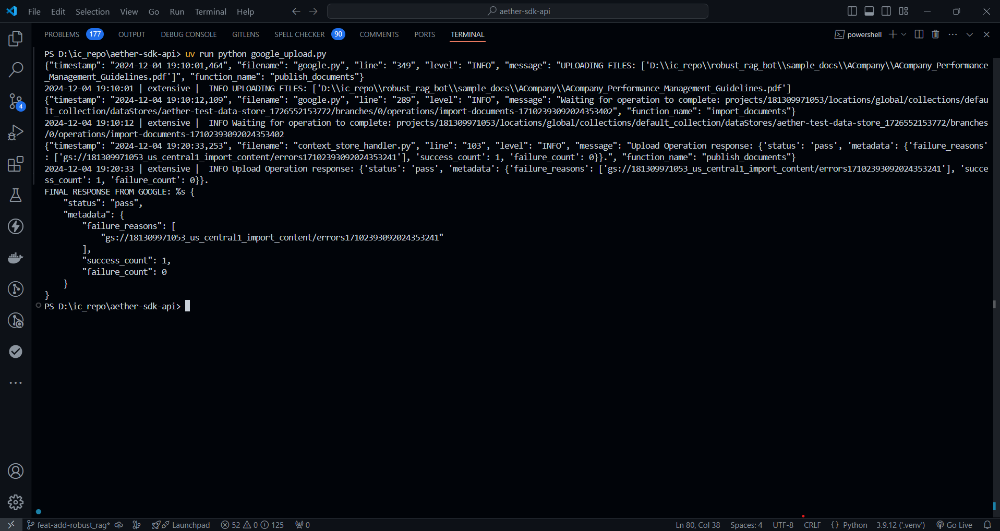 File Edit Selection View Go Run Terminal Help
aether-sdk-api
PROBLEMS 177 OUTPUT DEBUG CONSOLE GITLENS SPELL CHECKER 90 COMMENTS PORTS TERMINAL
powershell
PS D:\ic_repo\aether-sdk-api> uv run python google_upload.py
{"timestamp": "2024-12-04 19:10:01,464", "filename": "google.py", "line": "349", "level": "INFO", "message": "UPLOADING FILES: ['D:\\ic_repo\\robust_rag_bot\\sample_docs\\ACompany\\ACompany_Performance
_Management_Guidelines.pdf']", "function_name": "publish_documents"}
2024-12-04 19:10:01 | extensive |  INFO UPLOADING FILES: ['D:\\ic_repo\\robust_rag_bot\\sample_docs\\ACompany\\ACompany_Performance_Management_Guidelines.pdf']
{"timestamp": "2024-12-04 19:10:12,109", "filename": "google.py", "line": "289", "level": "INFO", "message": "Waiting for operation to complete: projects/181309971053/locations/global/collections/defau
lt_collection/dataStores/aether-test-data-store_1726552153772/branches/0/operations/import-documents-17102393092024353402", "function_name": "import_documents"}
2024-12-04 19:10:12 | extensive |  INFO Waiting for operation to complete: projects/181309971053/locations/global/collections/default_collection/dataStores/aether-test-data-store_1726552153772/branches
/0/operations/import-documents-17102393092024353402
{"timestamp": "2024-12-04 19:20:33,253", "filename": "context_store_handler.py", "line": "103", "level": "INFO", "message": "Upload Operation response: {'status': 'pass', 'metadata': {'failure_reasons'
: ['gs://181309971053_us_central1_import_content/errors17102393092024353241'], 'success_count': 1, 'failure_count': 0}}.", "function_name": "publish_documents"}
2024-12-04 19:20:33 | extensive |  INFO Upload Operation response: {'status': 'pass', 'metadata': {'failure_reasons': ['gs://181309971053_us_central1_import_content/errors17102393092024353241'], 'succe
ss_count': 1, 'failure_count': 0}}.
FINAL RESPONSE FROM GOOGLE: %s {
    "status": "pass",
    "metadata": {
        "failure_reasons": [
            "gs://181309971053_us_central1_import_content/errors17102393092024353241"
        ],
        "success_count": 1,
        "failure_count": 0
    }
}
PS D:\ic_repo\aether-sdk-api>
4
feat-add-robust_rag* Launchpad 52 0 125 0 Ln 80, Col 38 Spaces: 4 UTF-8 CRLF {} Python 3.9.12 ('.venv') Go Live